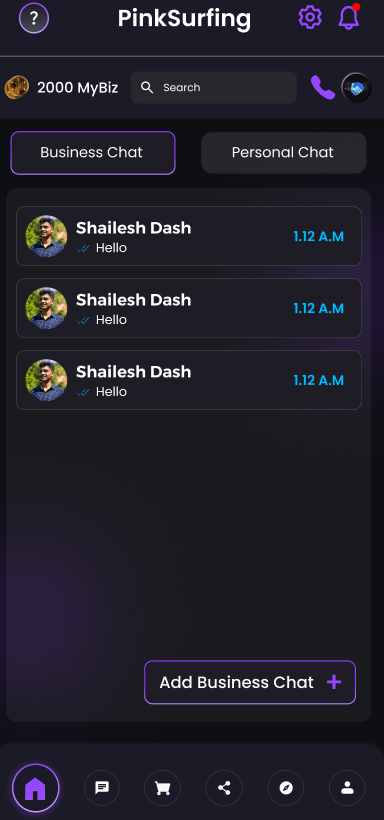 ?
PinkSurfing
2000 MyBiz
Search
Business Chat
Personal Chat
Shailesh Dash
Hello
1.12 A.M
Shailesh Dash
Hello
1.12 A.M
Shailesh Dash
Hello
1.12 A.M
Add Business Chat +